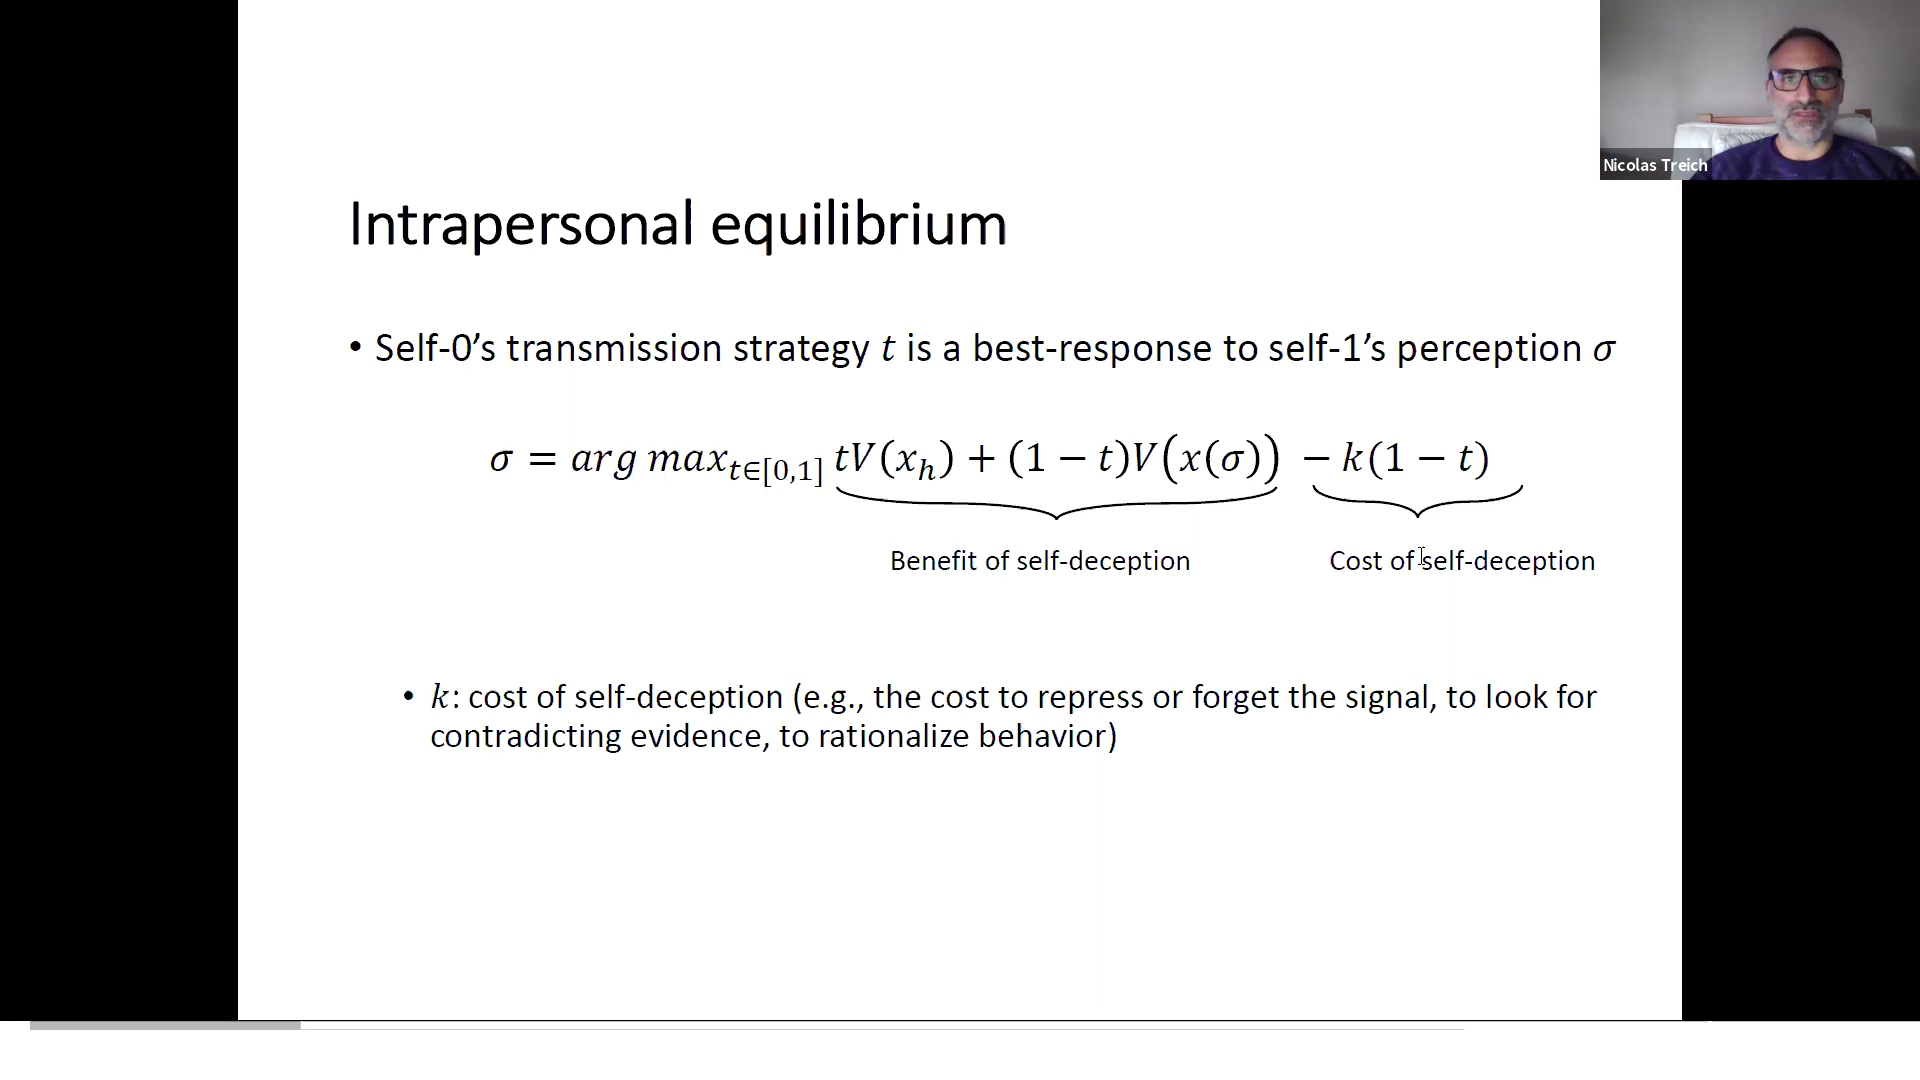 Nicolas Treich
Intrapersonal equilibrium
• Self-0’s transmission strategy 𝑡 is a best-response to self-1’s perception 𝜎
𝜎 = 𝑎𝑟𝑔 𝑚𝑎𝑥_{𝑡∈[0,1]} 𝑡𝑉(𝑥_ℎ) + (1 − 𝑡)𝑉(𝑥(𝜎)) − 𝑘(1 − 𝑡)
Benefit of self-deception Cost of self-deception
• 𝑘: cost of self-deception (e.g., the cost to repress or forget the signal, to look for
contradicting evidence, to rationalize behavior)